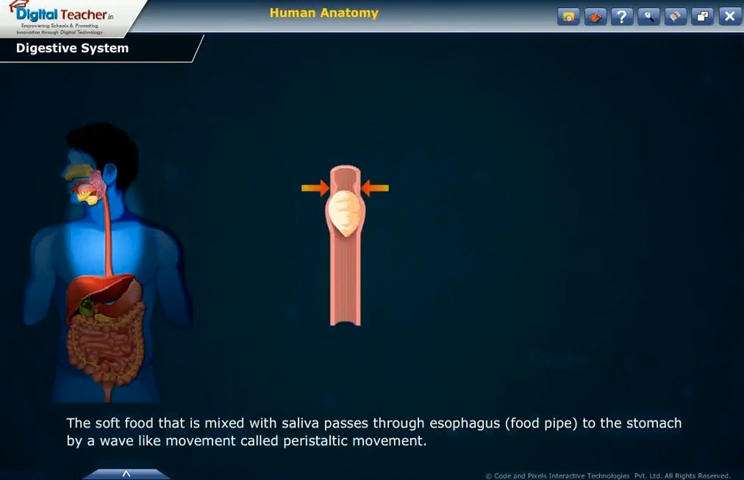 Digital Teacher.in
Empowering Schools & Promoting
Innovation through Digital Technology
Human Anatomy
?
Digestive System
The soft food that is mixed with saliva passes through esophagus (food pipe) to the stomach
by a wave like movement called peristaltic movement.
© Code and Pixels Interactive Technologies Pvt. Ltd. All Rights Reserved.